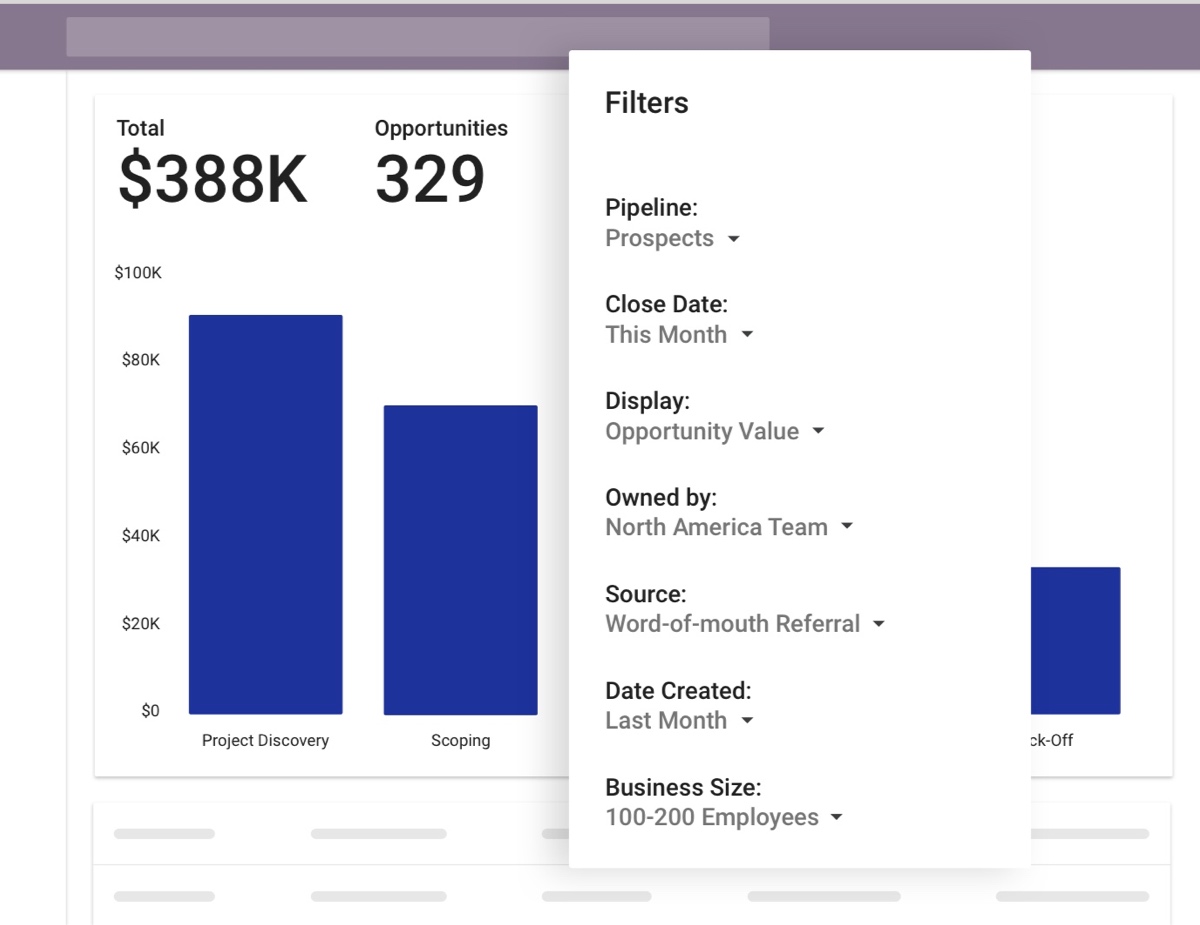 Total
$388K
Opportunities
329
$100K
$80K
$60K
$40K
$20K
$0
Project Discovery
Scoping
ck-Off
Filters
Pipeline:
Prospects
Close Date:
This Month
Display:
Opportunity Value
Owned by:
North America Team
Source:
Word-of-mouth Referral
Date Created:
Last Month
Business Size:
100-200 Employees